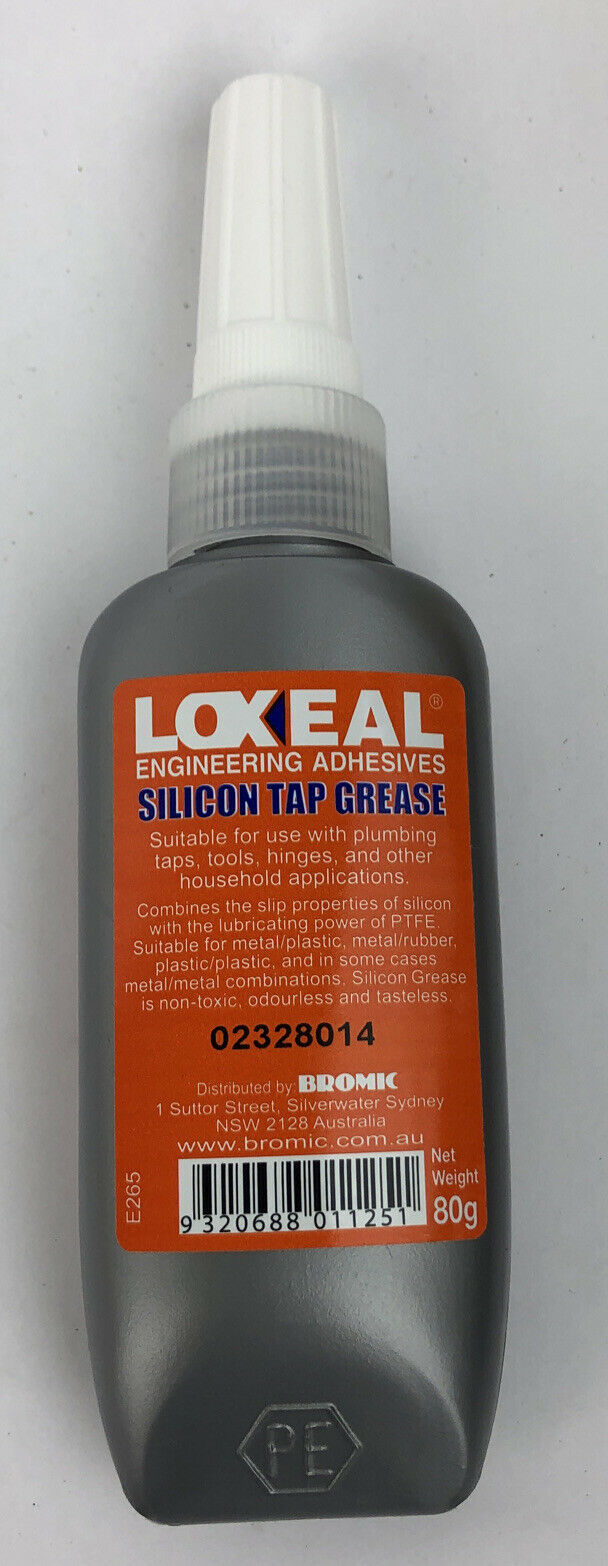 LOXEAL®
ENGINEERING ADHESIVES
SILICON TAP GREASE
Suitable for use with plumbing
taps, tools, hinges, and other
household applications.
Combines the slip properties of silicon
with the lubricating power of PTFE.
Suitable for metal/plastic, metal/rubber,
plastic/plastic, and in some cases
metal/metal combinations. Silicon Grease
is non-toxic, odourless and tasteless.
02328014
Distributed by BROMIC
1 Suttor Street, Silverwater Sydney
NSW 2128 Australia
www.bromic.com.au
E265
9 320688 011251
Net
Weight
80g
PE